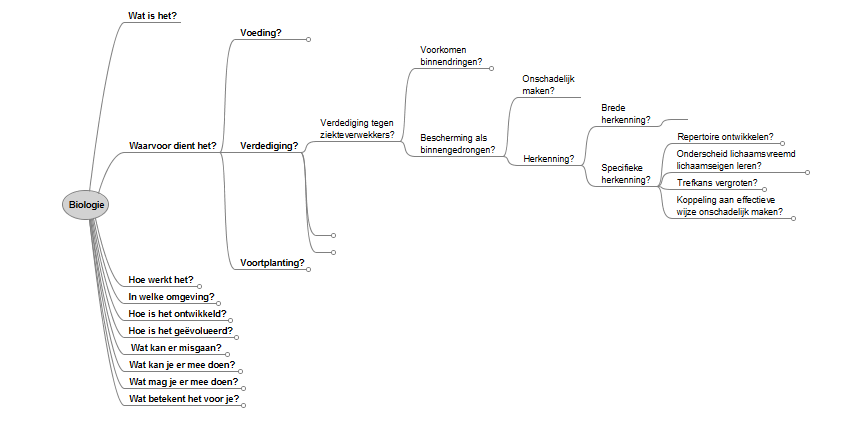 Wat is het?
Voeding?
Voorkomen
binnendringen?
Onschadelijk
maken?
Brede
herkenning?
Verdediging tegen
ziekteverwekkers?
Bescherming als
binnengedrongen?
Waarvoor dient het?
Verdediging?
Herkenning?
Specifieke
herkenning?
Repertoire ontwikkelen?
Onderscheid lichaamsvreemd
lichaamseigen leren?
Trefkans vergroten?
Koppeling aan effectieve
wijze onschadelijk maken?
Biologie
Voortplanting?
Hoe werkt het?
In welke omgeving?
Hoe is het ontwikkeld?
Hoe is het geëvolueerd?
Wat kan er misgaan?
Wat kan je er mee doen?
Wat mag je er mee doen?
Wat betekent het voor je?